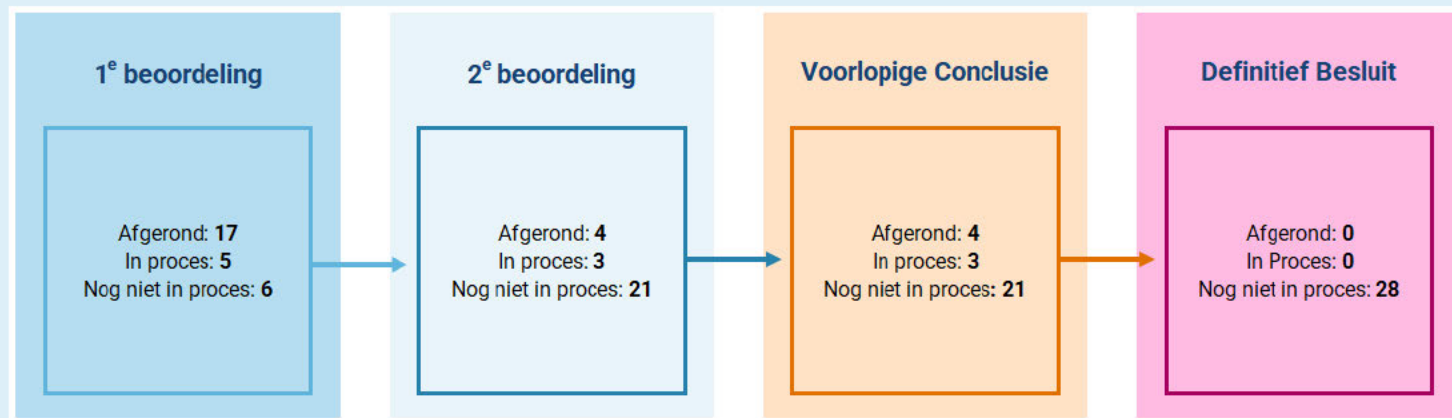 1e beoordeling
Afgerond: 17
In proces: 5
Nog niet in proces: 6
2e beoordeling
Afgerond: 4
In proces: 3
Nog niet in proces: 21
Voorlopige Conclusie
Afgerond: 4
In proces: 3
Nog niet in proces: 21
Definitief Besluit
Afgerond: 0
In Proces: 0
Nog niet in proces: 28